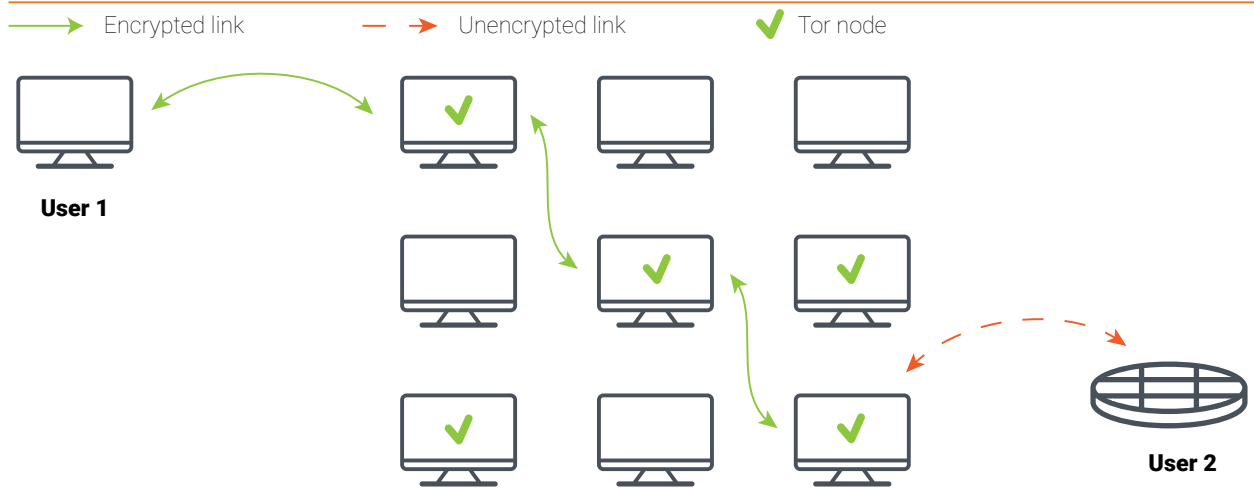 Encrypted link
Unencrypted link
Tor node
User 1
User 2